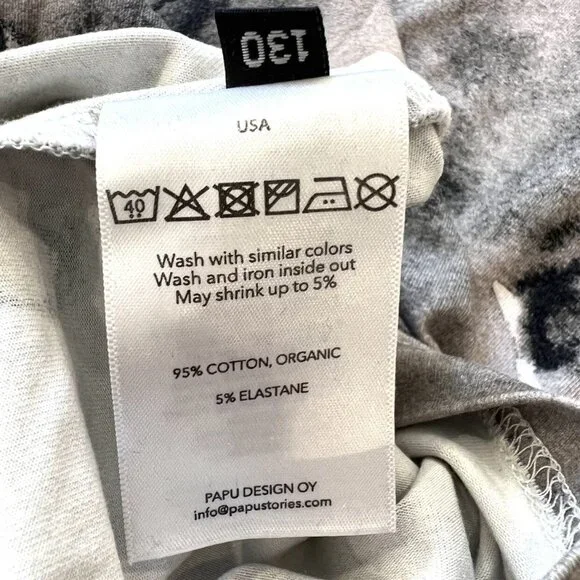 130
USA
40
Wash with similar colors
Wash and iron inside out
May shrink up to 5%
95% COTTON, ORGANIC
5% ELASTANE
PAPU DESIGN OY
info@papustories.com